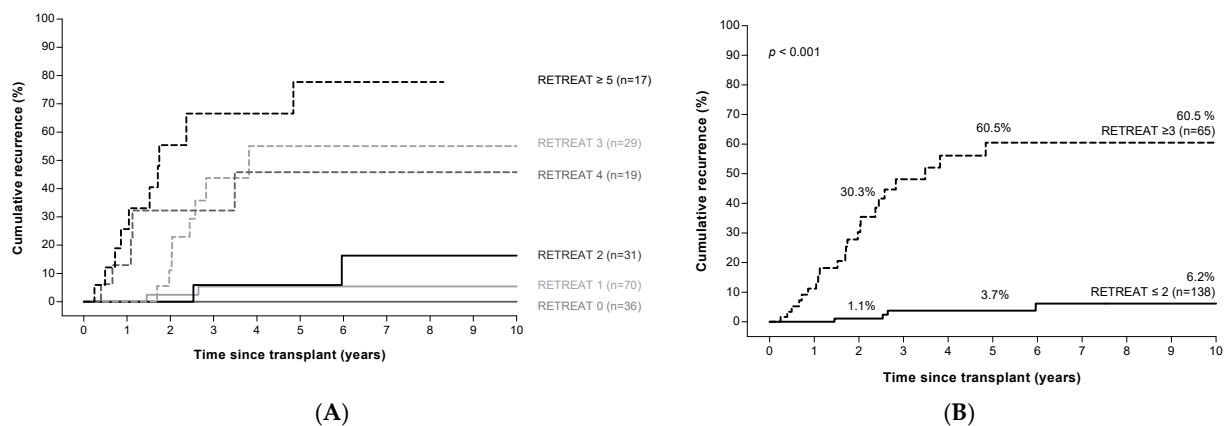 100
90
80
70
60
50
40
30
20
10
0
Cumulative recurrence (%)
RETREAT ≥ 5 (n=17)
RETREAT 3 (n=29)
RETREAT 4 (n=19)
RETREAT 2 (n=31)
RETREAT 1 (n=70)
RETREAT 0 (n=36)
0 1 2 3 4 5 6 7 8 9 10
Time since transplant (years)
(A)
100
90
80
70
60
50
40
30
20
10
0
Cumulative recurrence (%)
p < 0.001
30.3%
60.5%
60.5 %
RETREAT ≥3 (n=65)
1.1%
3.7%
6.2%
RETREAT ≤ 2 (n=138)
0 1 2 3 4 5 6 7 8 9 10
Time since transplant (years)
(B)